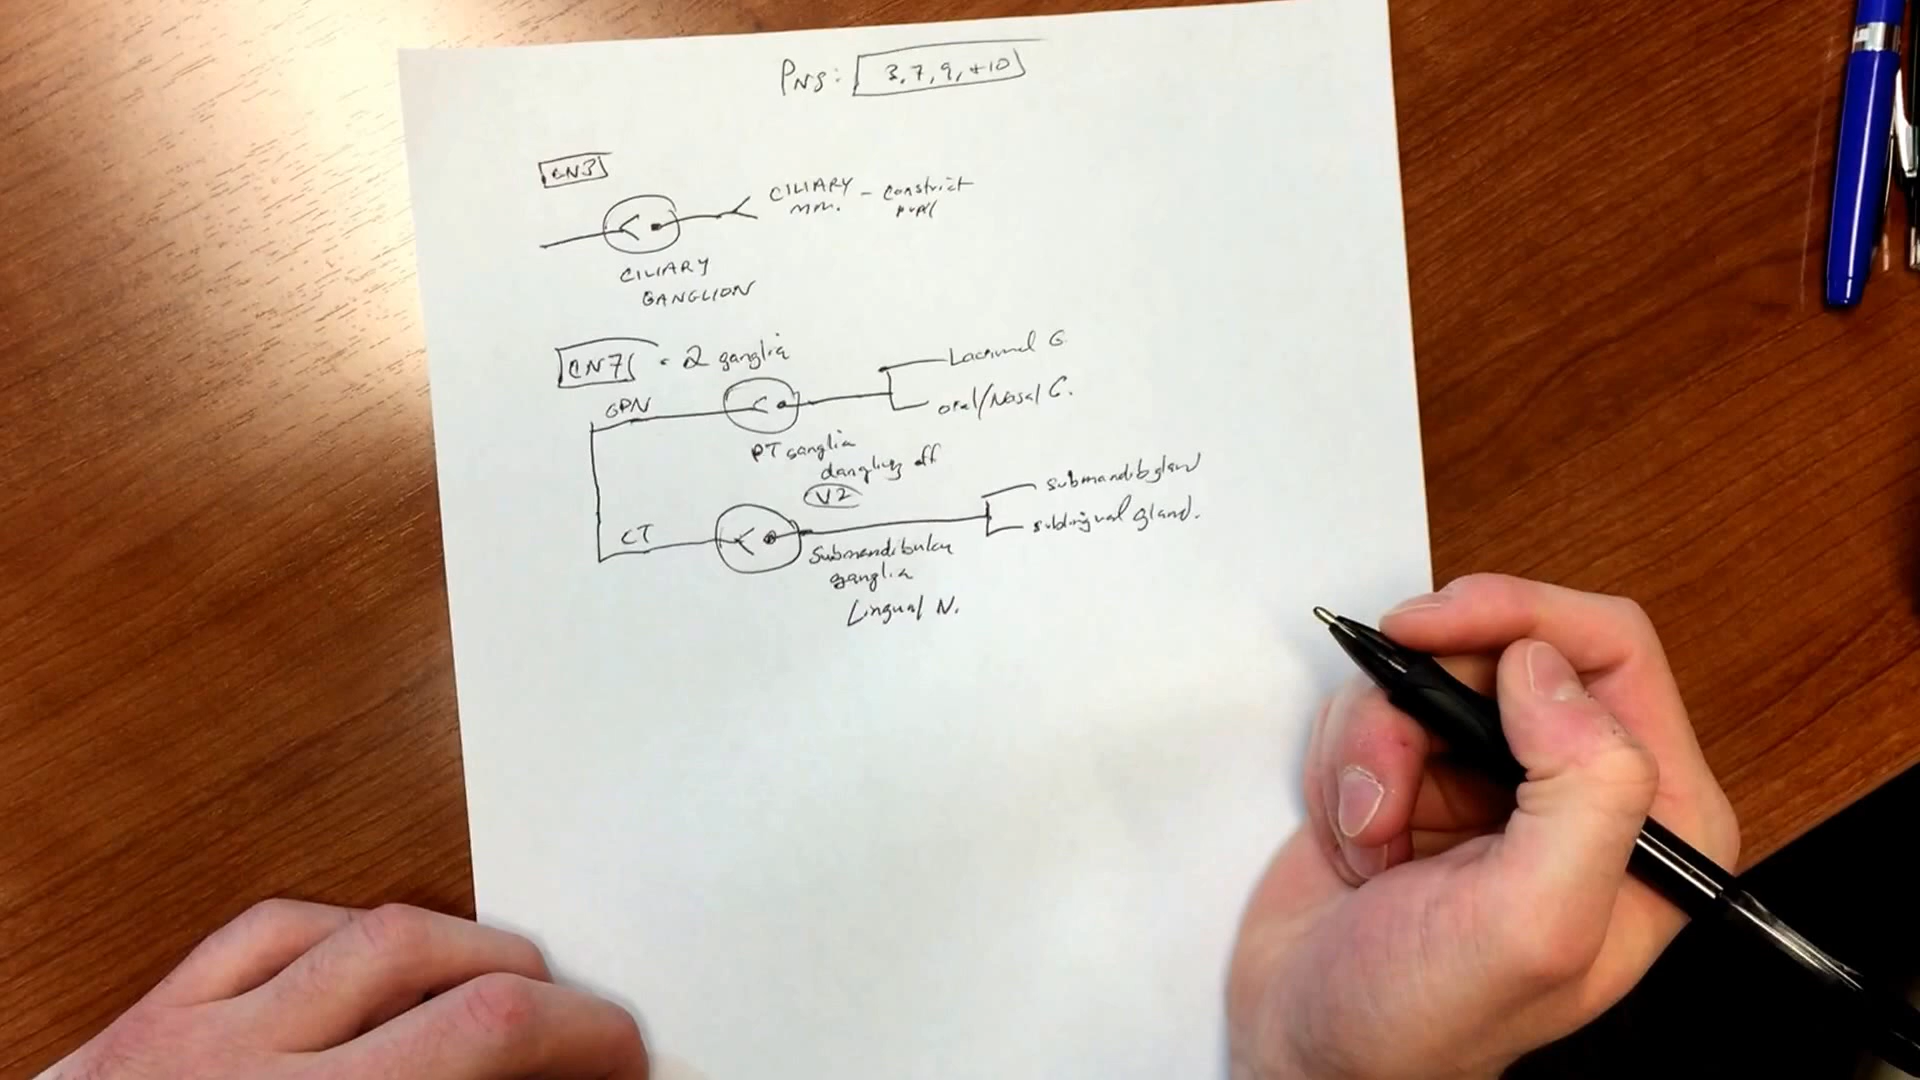 PNS: 3, 7, 9, +10
CN3
CILIARY - constrict
mm. pupil
CILIARY
GANGLION
CN7 • 2 ganglia
GPN
Lacrimal G.
oral/Nasal G.
PT ganglia
dangling off
V2
CT
submandib gland
sublingual gland.
Submandibular
ganglia
Lingual N.